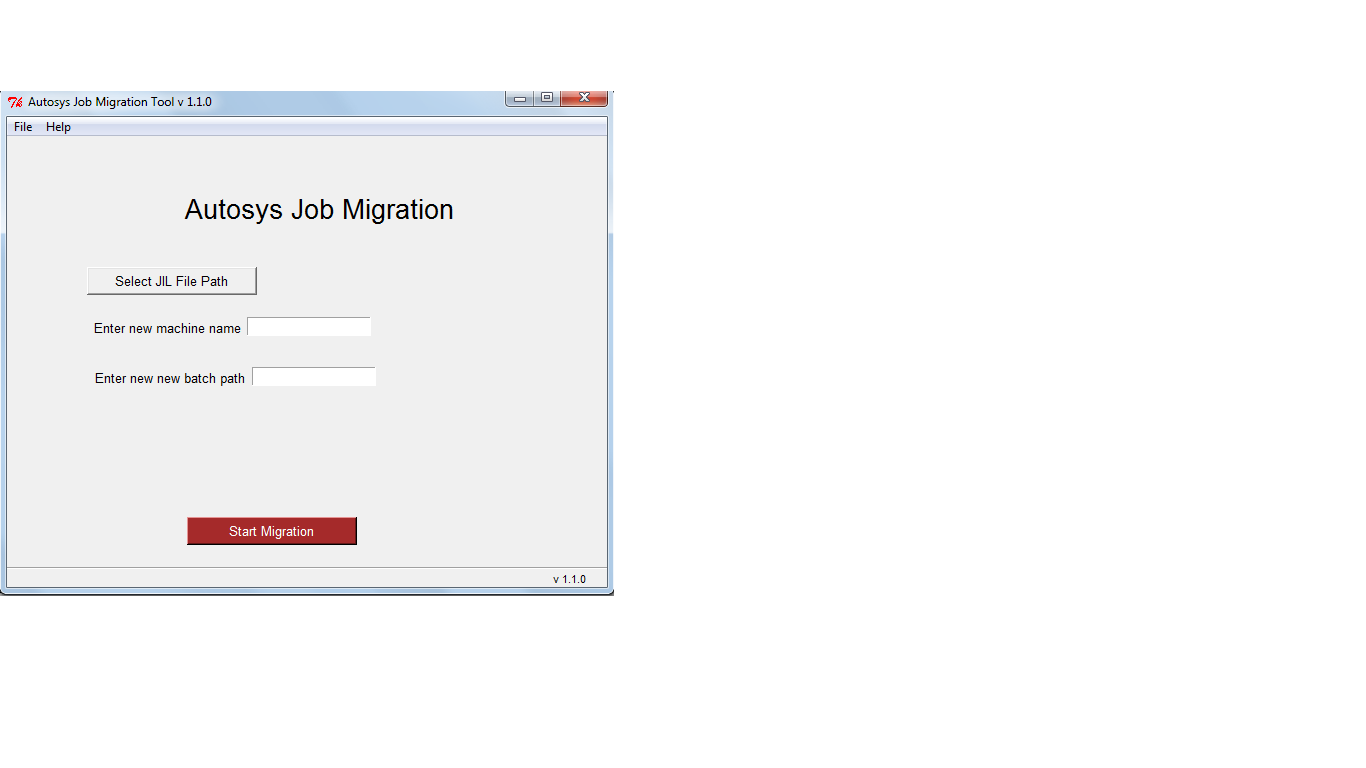 Autosys Job Migration Tool v 1.1.0
File Help
Autosys Job Migration
Select JIL File Path
Enter new machine name
Enter new new batch path
Start Migration
v 1.1.0